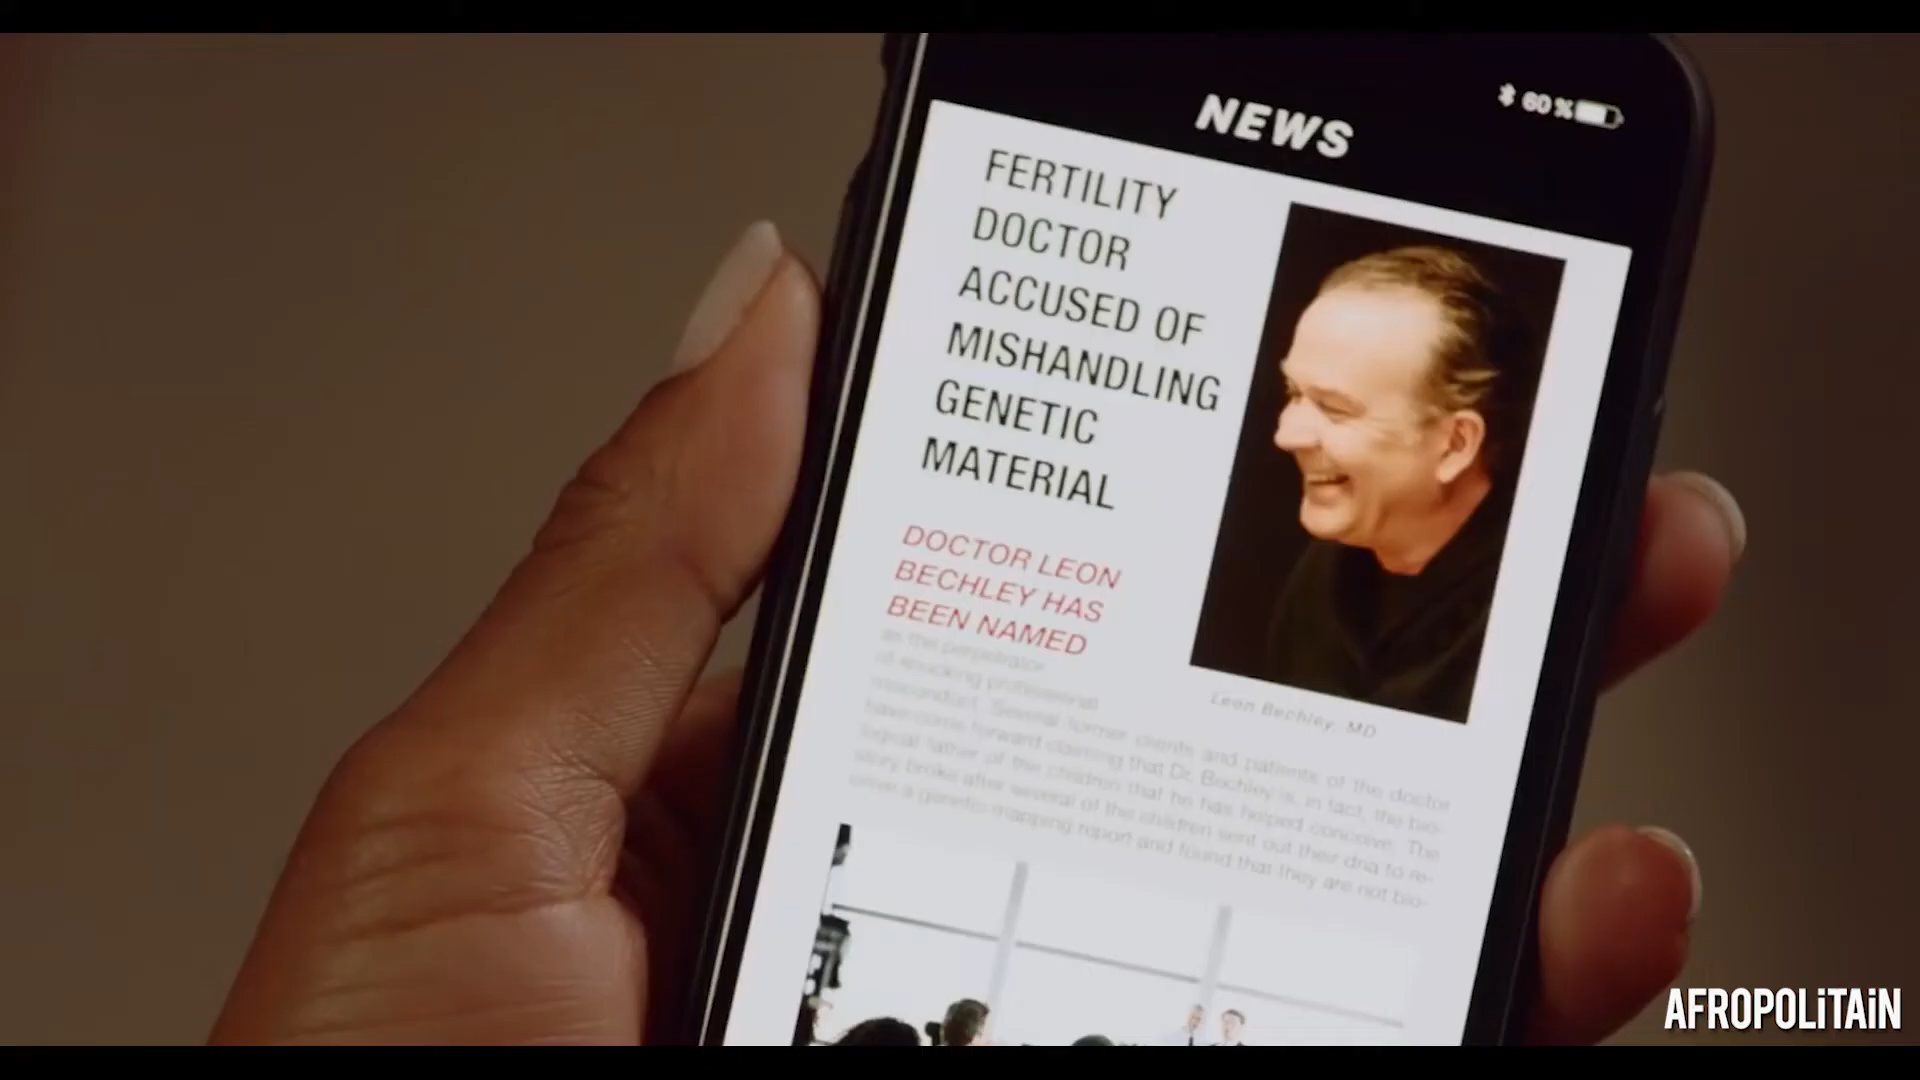 NEWS
60%
FERTILITY
DOCTOR
ACCUSED OF
MISHANDLING
GENETIC
MATERIAL
DOCTOR LEON
BECHLEY HAS
BEEN NAMED
as the perpetrator
of shocking professional
misconduct. Several former clients and patients of the doctor
have come forward claiming that Dr. Bechley is, in fact, the bio-
logical father of the children that he has helped conceive. The
story broke after several of the children sent out their dna to re-
ceive a genetic mapping report and found that they are not bio-
Leon Bechley, MD
AFROPOLiTAiN